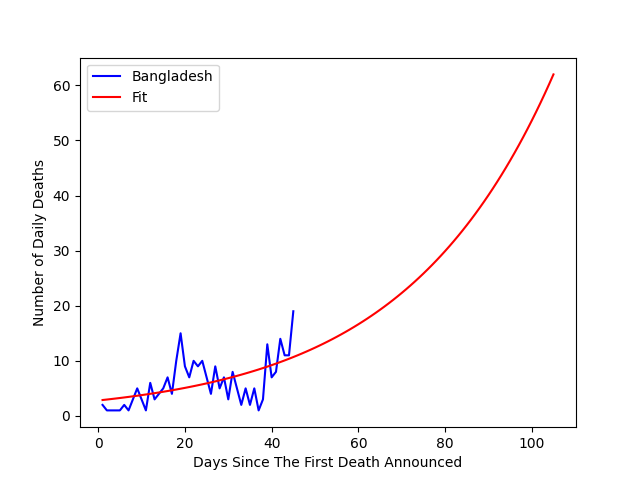 Bangladesh
Fit
60
50
40
30
20
10
0
Number of Daily Deaths
0 20 40 60 80 100
Days Since The First Death Announced